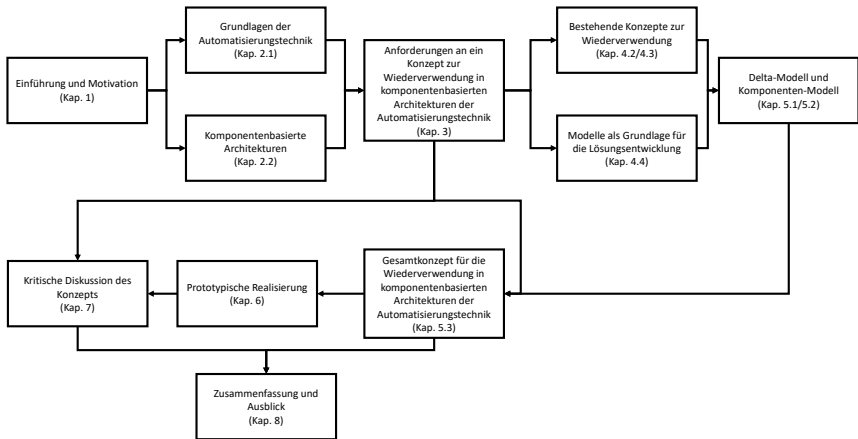 Einführung und Motivation
(Kap. 1)
Grundlagen der
Automatisierungstechnik
(Kap. 2.1)
Komponentenbasierte
Architekturen
(Kap. 2.2)
Anforderungen an ein
Konzept zur
Wiederverwendung in
komponentenbasierten
Architekturen der
Automatisierungstechnik
(Kap. 3)
Bestehende Konzepte zur
Wiederverwendung
(Kap. 4.2/4.3)
Modelle als Grundlage für
die Lösungsentwicklung
(Kap. 4.4)
Delta-Modell und
Komponenten-Modell
(Kap. 5.1/5.2)
Gesamtkonzept für die
Wiederverwendung in
komponentenbasierten
Architekturen der
Automatisierungstechnik
(Kap. 5.3)
Prototypische Realisierung
(Kap. 6)
Kritische Diskussion des
Konzepts
(Kap. 7)
Zusammenfassung und
Ausblick
(Kap. 8)